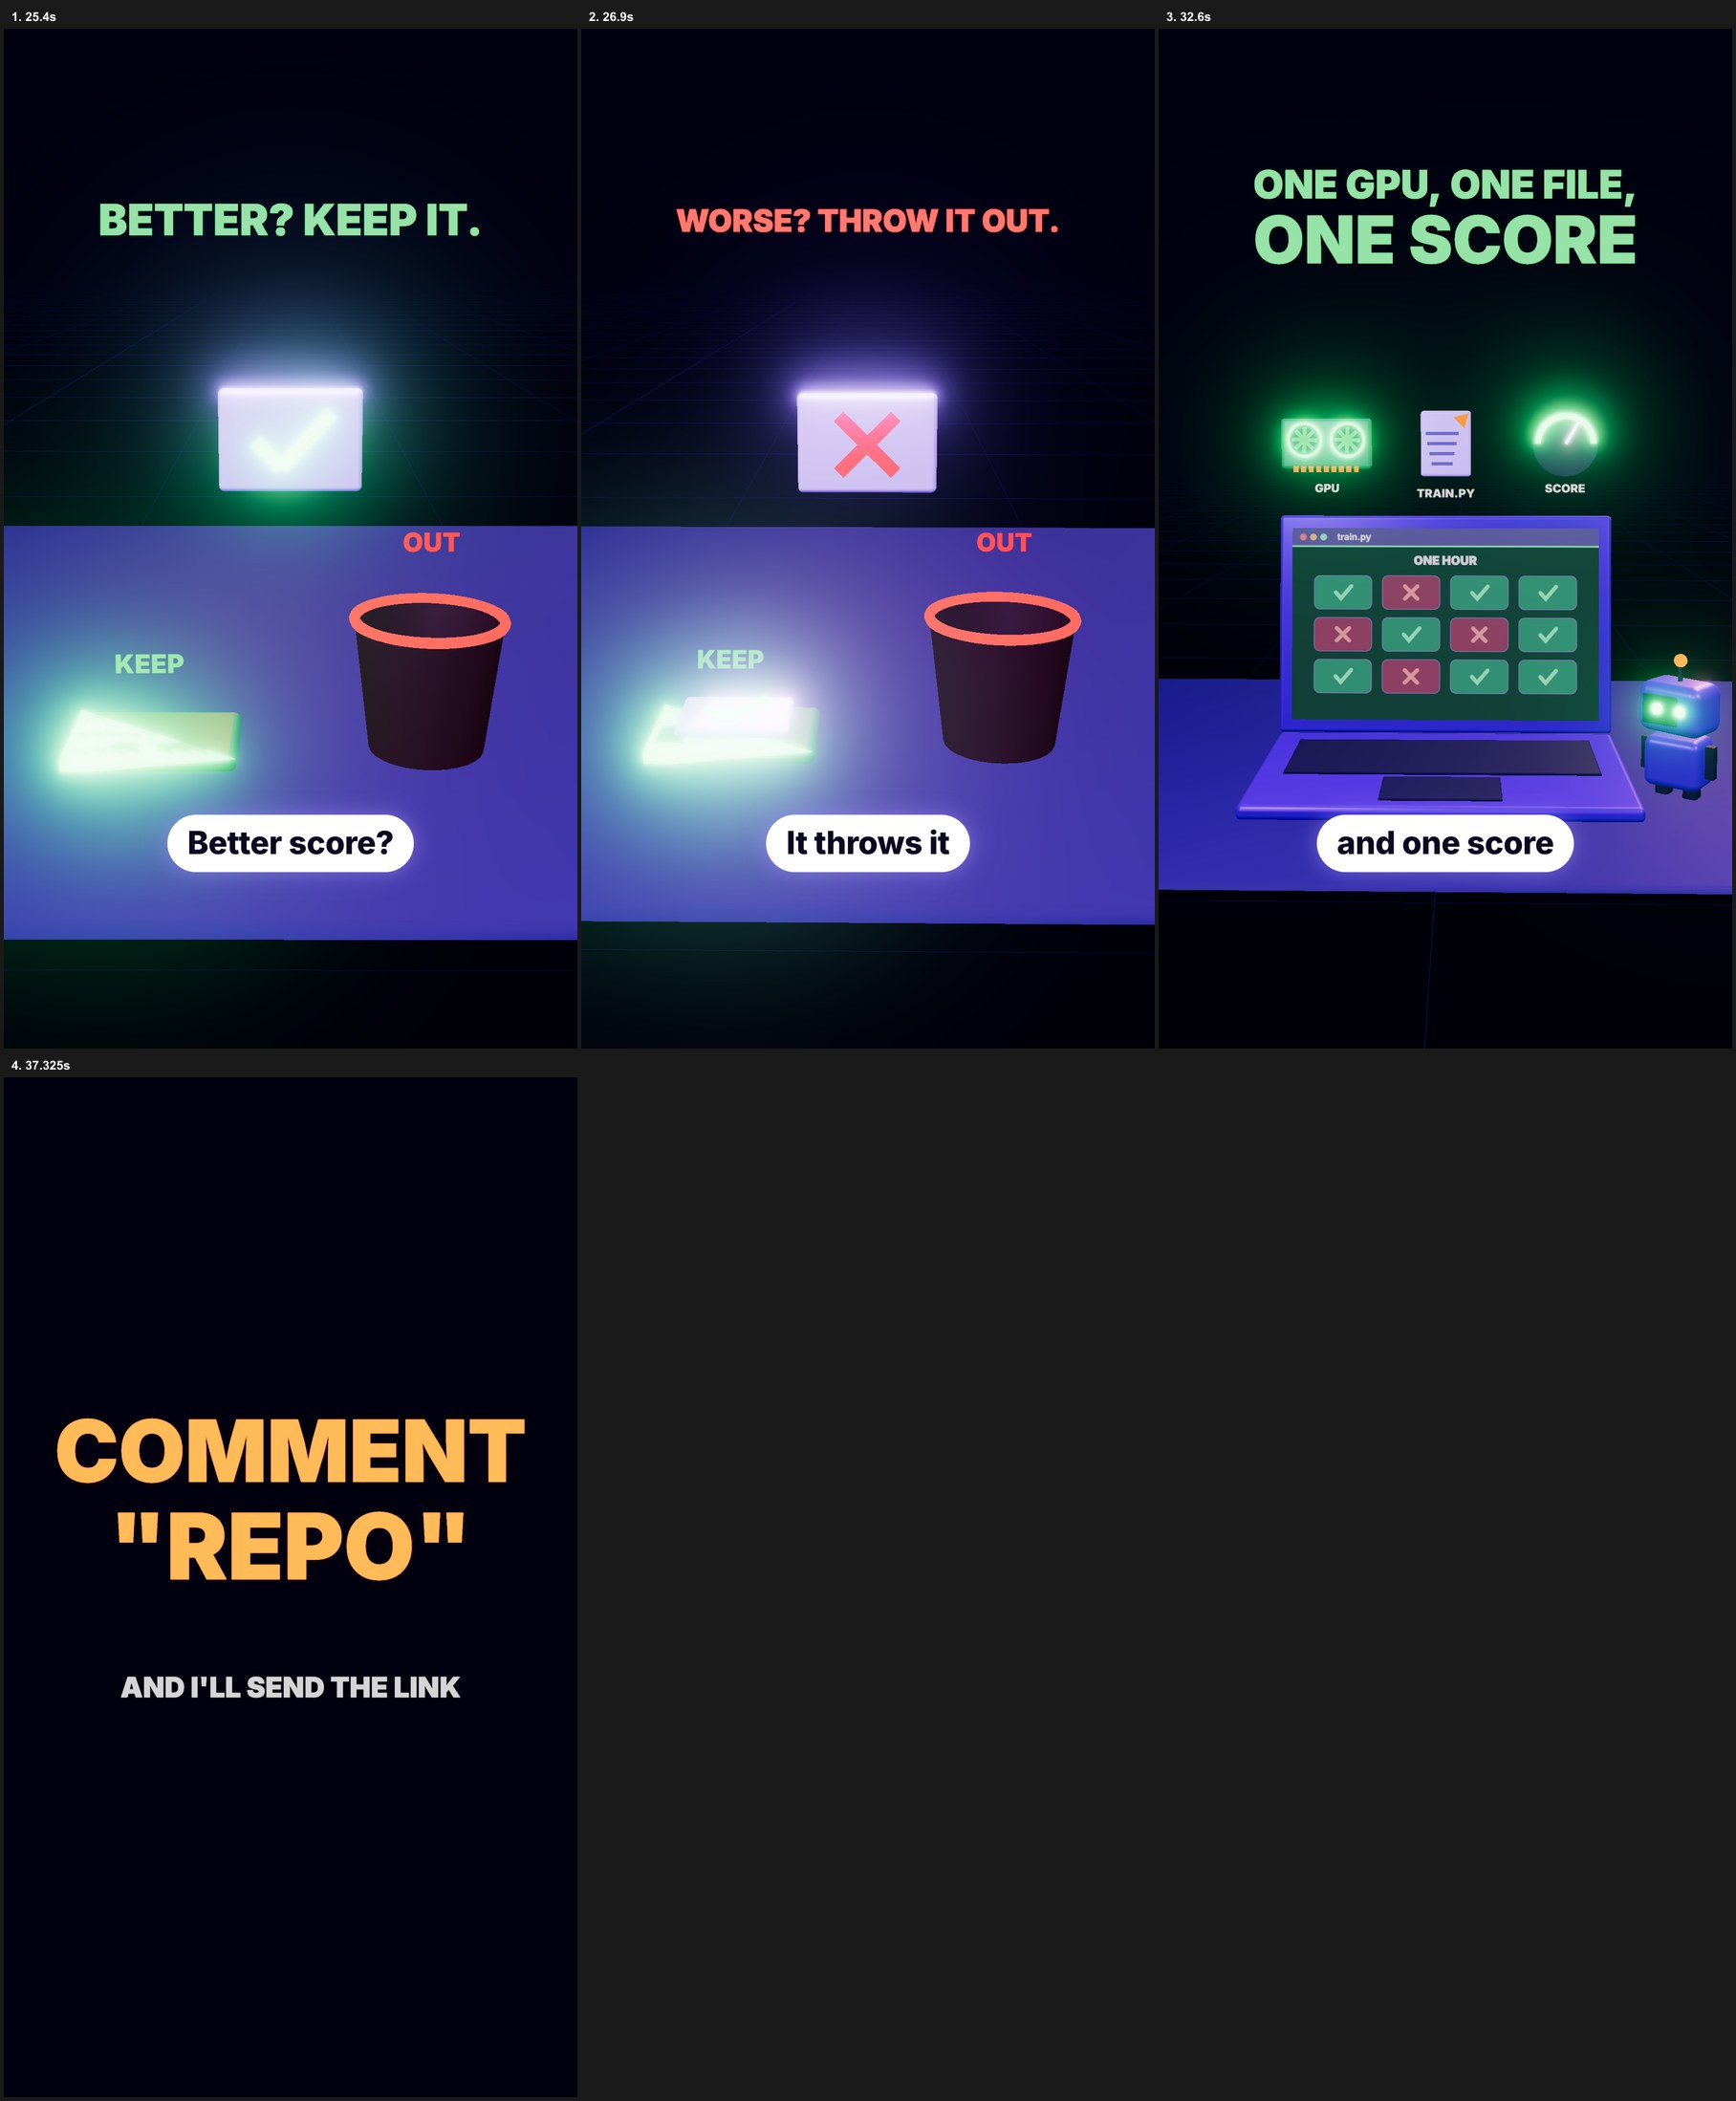 1. 25.4s
BETTER? KEEP IT.
OUT
KEEP
Better score?
2. 26.9s
WORSE? THROW IT OUT.
OUT
KEEP
It throws it
3. 32.6s
ONE GPU, ONE FILE,
ONE SCORE
GPU
TRAIN.PY
SCORE
train.py
ONE HOUR
and one score
4. 37.325s
COMMENT
"REPO"
AND I'LL SEND THE LINK